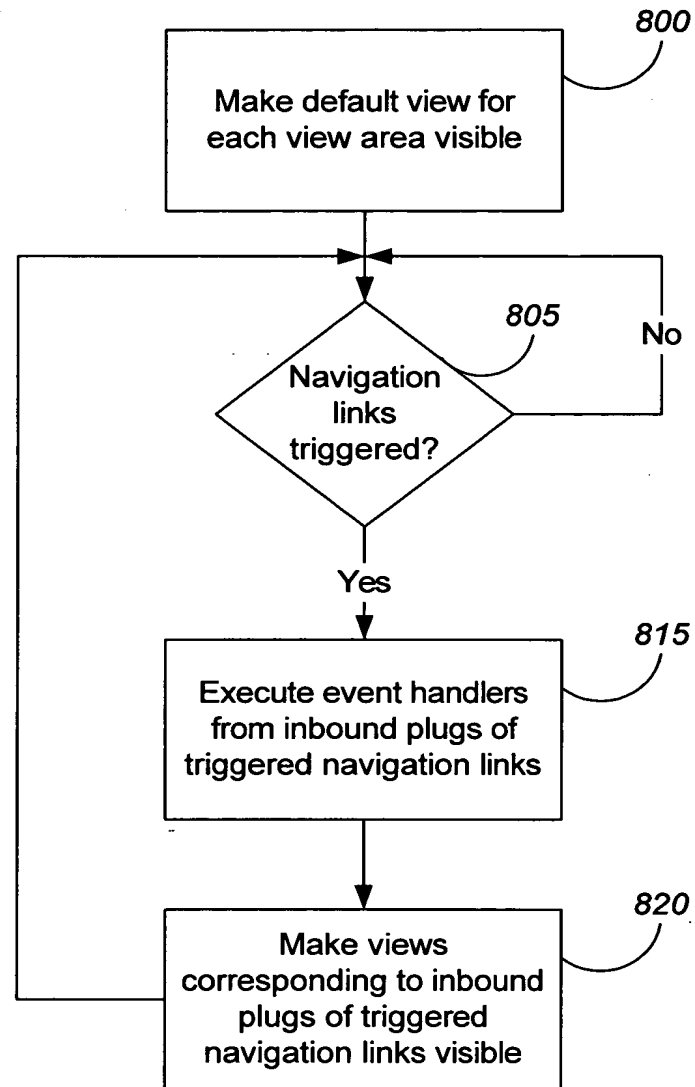 800
Make default view for
each view area visible
805
No
Navigation
links
triggered?
Yes
815
Execute event handlers
from inbound plugs of
triggered navigation links
820
Make views
corresponding to inbound
plugs of triggered
navigation links visible